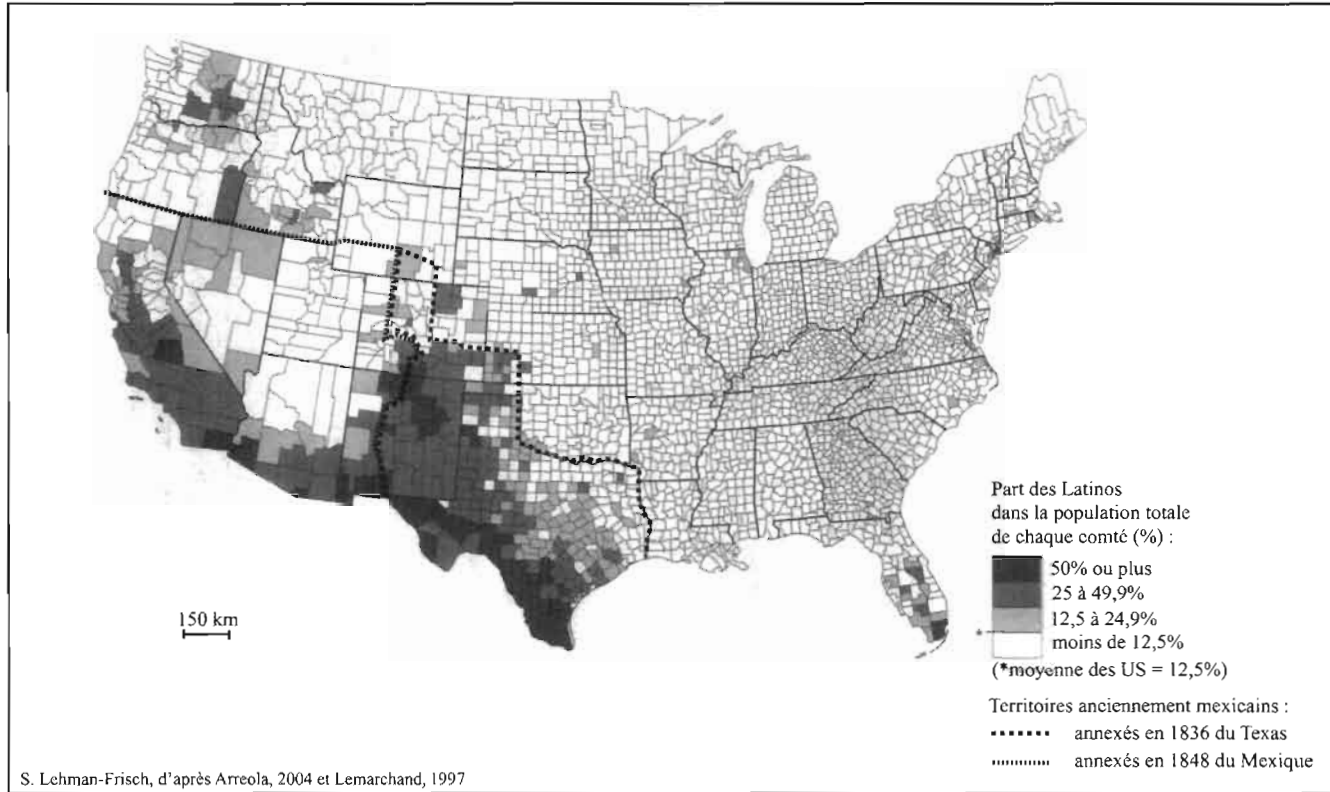 Part des Latinos
dans la population totale
de chaque comté (%) :
50% ou plus
25 à 49,9%
12,5 à 24,9%
*
moins de 12,5%
(*moyenne des US = 12,5%)
Territoires anciennement mexicains :
annexés en 1836 du Texas
annexés en 1848 du Mexique
150 km
S. Lehman-Frisch, d'après Arreola, 2004 et Lemarchand, 1997